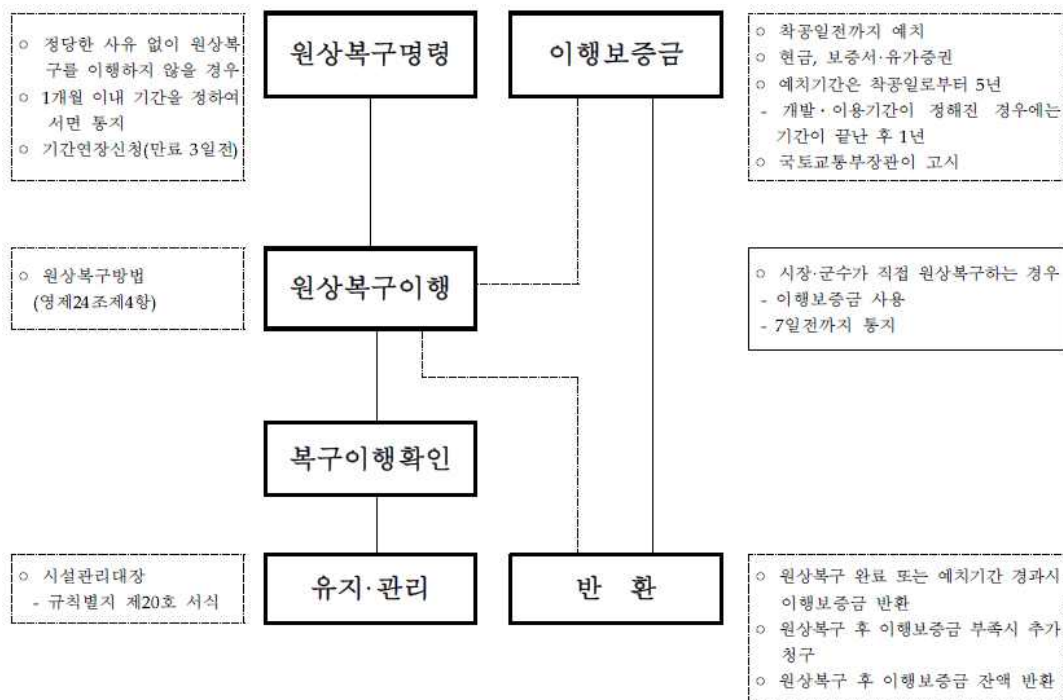 ○ 정당한 사유 없이 원상복
구를 이행하지 않을 경우
○ 1개월 이내 기간을 정하여
서면 통지
○ 기간연장신청(만료 3일전)
원상복구명령
이행보증금
○ 착공일전까지 예치
○ 현금, 보증서·유가증권
○ 예치기간은 착공일로부터 5년
- 개발·이용기간이 정해진 경우에는
기간이 끝난 후 1년
○ 국토교통부장관이 고시
○ 원상복구방법
(영제24조제4항)
원상복구이행
○ 시장·군수가 직접 원상복구하는 경우
- 이행보증금 사용
- 7일전까지 통지
복구이행확인
○ 시설관리대장
- 규칙별지 제20호 서식
유지·관리
반 환
○ 원상복구 완료 또는 예치기간 경과시
이행보증금 반환
○ 원상복구 후 이행보증금 부족시 추가
청구
○ 원상복구 후 이행보증금 잔액 반환